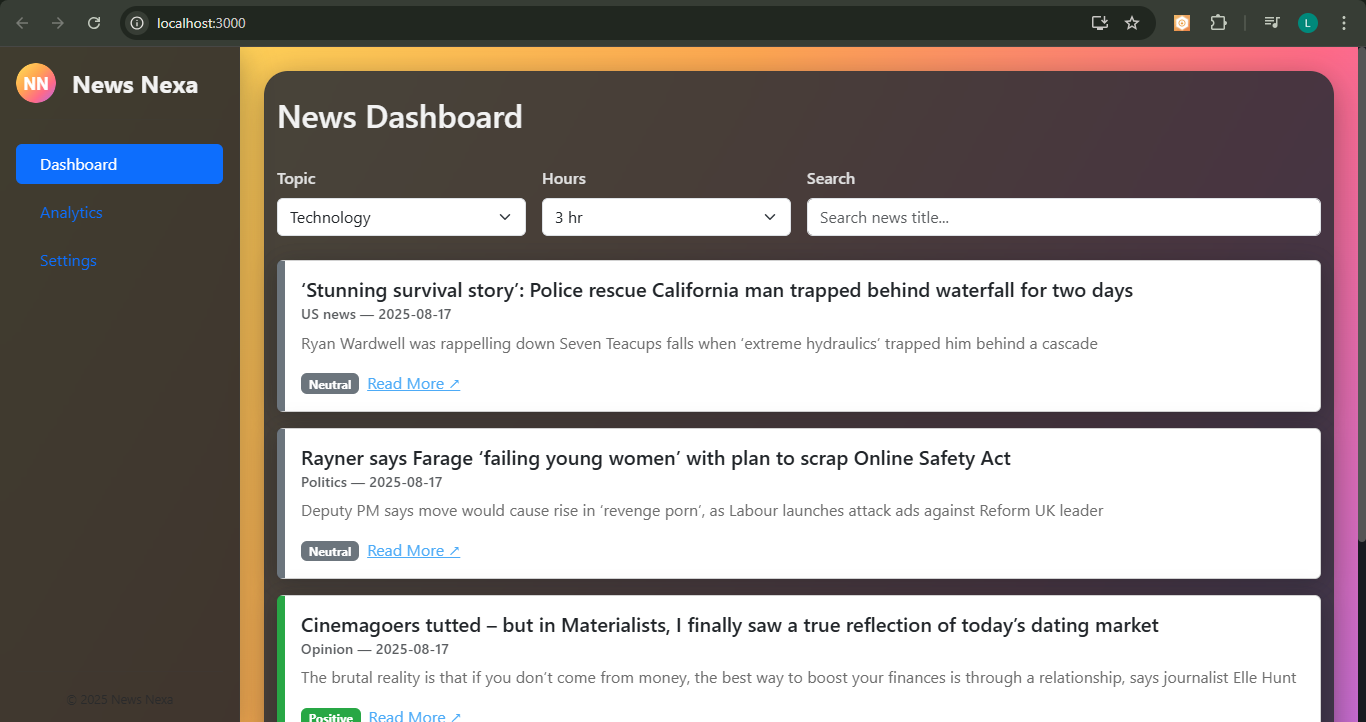 localhost:3000
L
NN
News Nexa
Dashboard
Analytics
Settings
© 2025 News Nexa
News Dashboard
Topic
Hours
Search
Technology
3 hr
Search news title...
‘Stunning survival story’: Police rescue California man trapped behind waterfall for two days
US news — 2025-08-17
Ryan Wardwell was rappelling down Seven Teacups falls when ‘extreme hydraulics’ trapped him behind a cascade
Neutral Read More ↗
Rayner says Farage ‘failing young women’ with plan to scrap Online Safety Act
Politics — 2025-08-17
Deputy PM says move would cause rise in ‘revenge porn’, as Labour launches attack ads against Reform UK leader
Neutral Read More ↗
Cinemagoers tutted – but in Materialists, I finally saw a true reflection of today’s dating market
Opinion — 2025-08-17
The brutal reality is that if you don’t come from money, the best way to boost your finances is through a relationship, says journalist Elle Hunt
Positive Read More ↗